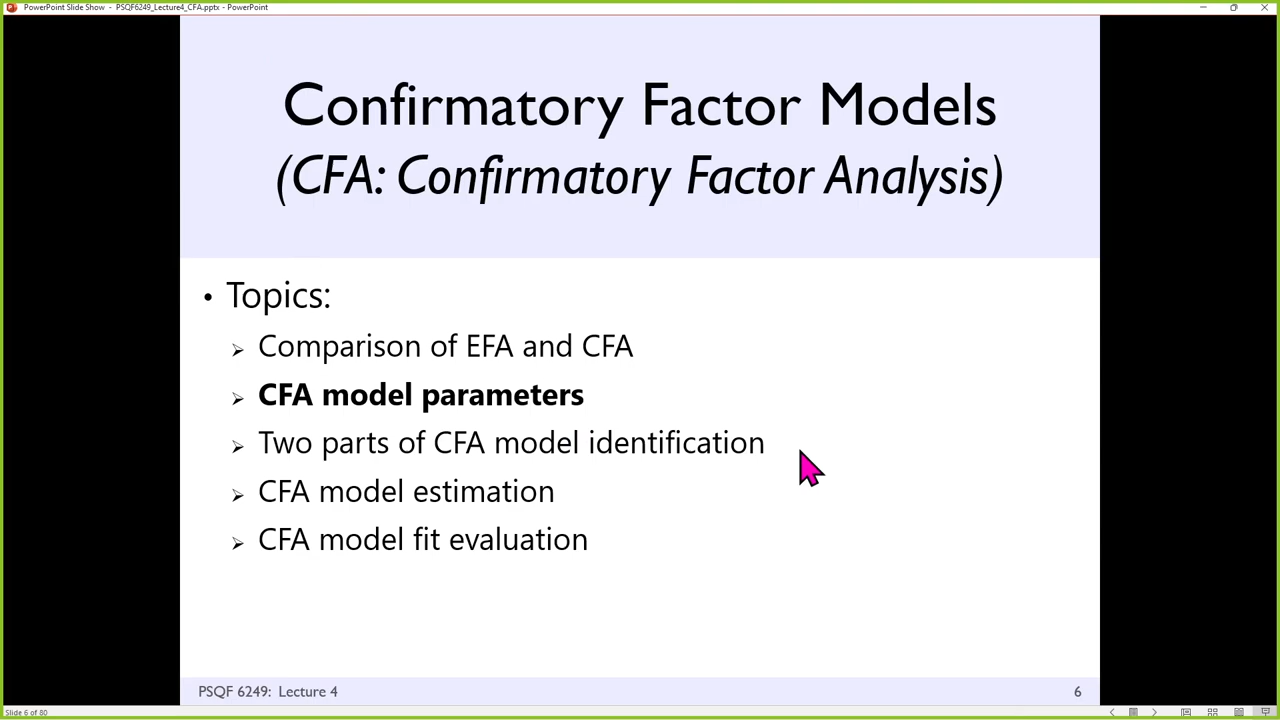 PowerPoint Slide Show - PSQF6249_Lecture4_CFA.pptx - PowerPoint
Confirmatory Factor Models
(CFA: Confirmatory Factor Analysis)
• Topics:
➢ Comparison of EFA and CFA
➢ CFA model parameters
➢ Two parts of CFA model identification
➢ CFA model estimation
➢ CFA model fit evaluation
PSQF 6249: Lecture 4
6
Slide 6 of 80